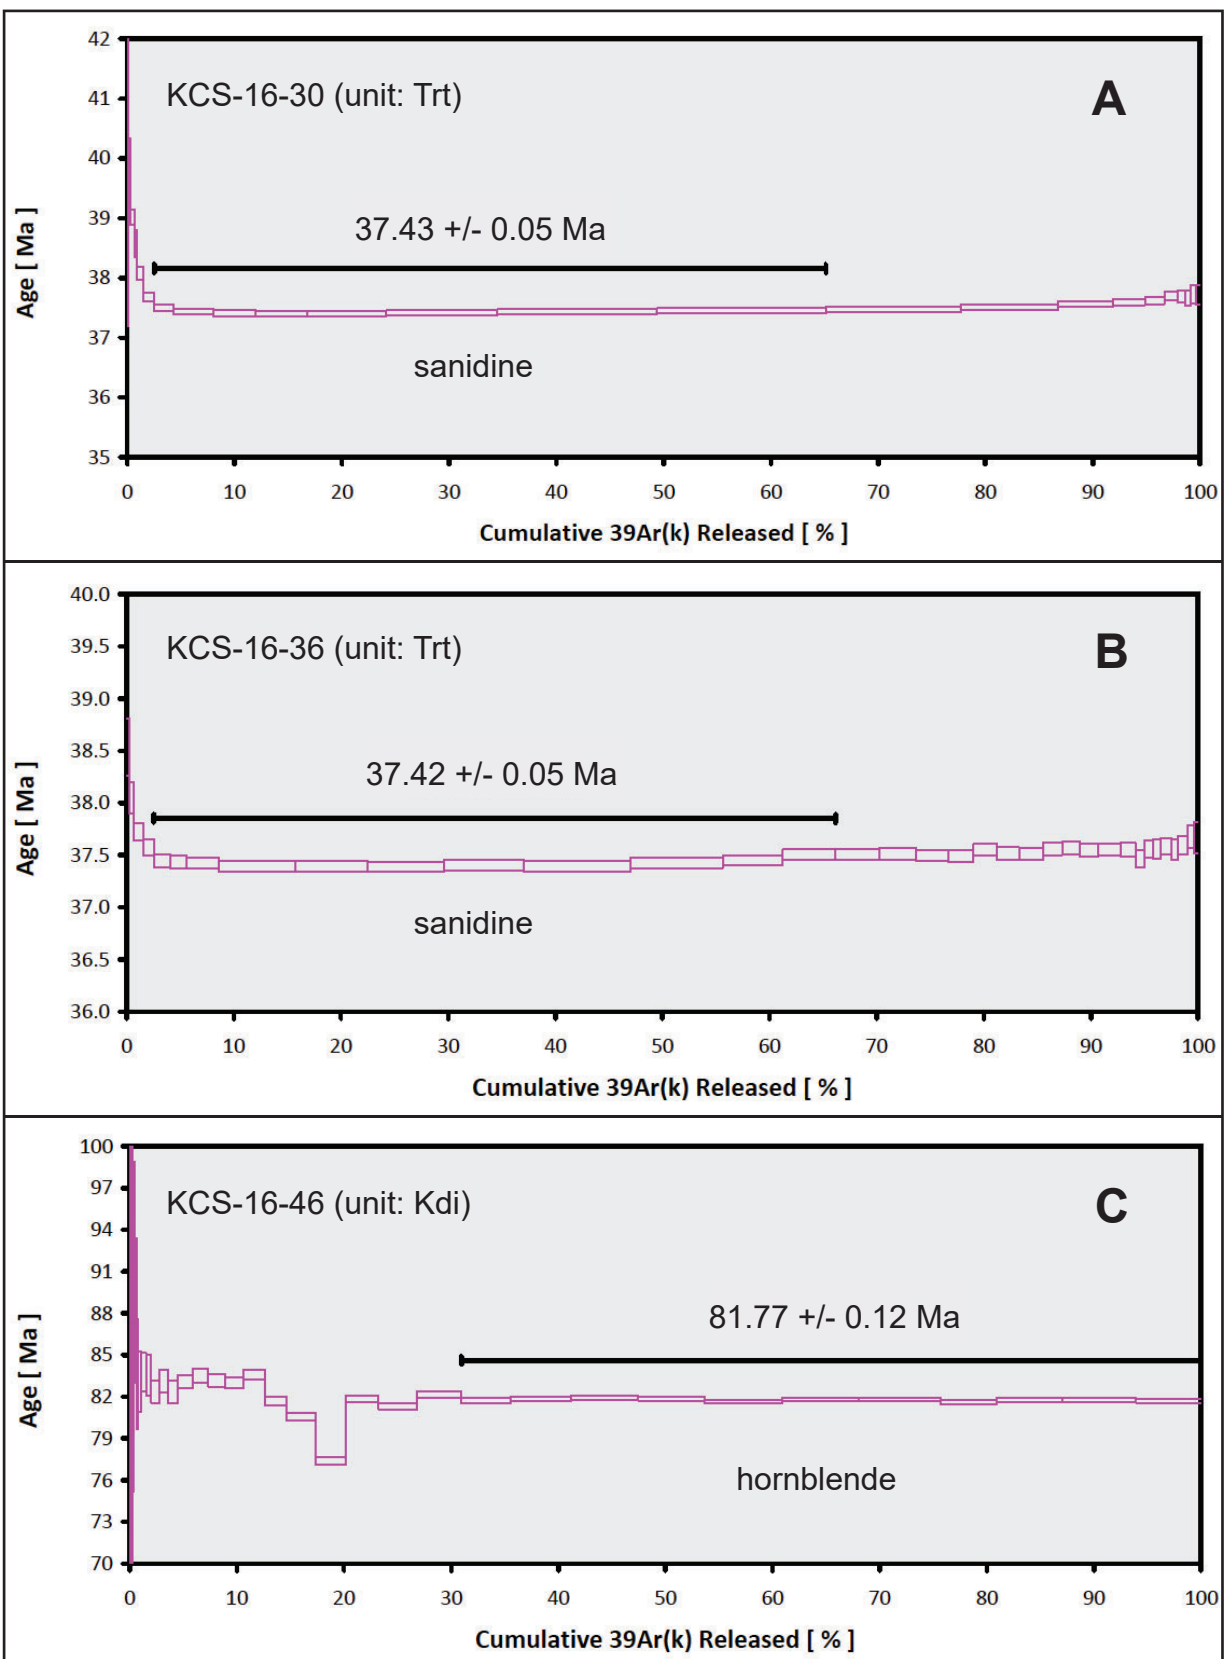 42
KCS-16-30 (unit: Trt)
A
41
40
39
37.43 +/- 0.05 Ma
38
37
sanidine
36
35
Age [ Ma ]
0 10 20 30 40 50 60 70 80 90 100
Cumulative 39Ar(k) Released [ % ]
40.0
KCS-16-36 (unit: Trt)
B
39.5
39.0
38.5
37.42 +/- 0.05 Ma
38.0
37.5
37.0
sanidine
36.5
36.0
Age [ Ma ]
0 10 20 30 40 50 60 70 80 90 100
Cumulative 39Ar(k) Released [ % ]
100
97
KCS-16-46 (unit: Kdi)
C
94
91
88
81.77 +/- 0.12 Ma
85
82
79
76
hornblende
73
70
Age [ Ma ]
0 10 20 30 40 50 60 70 80 90 100
Cumulative 39Ar(k) Released [ % ]